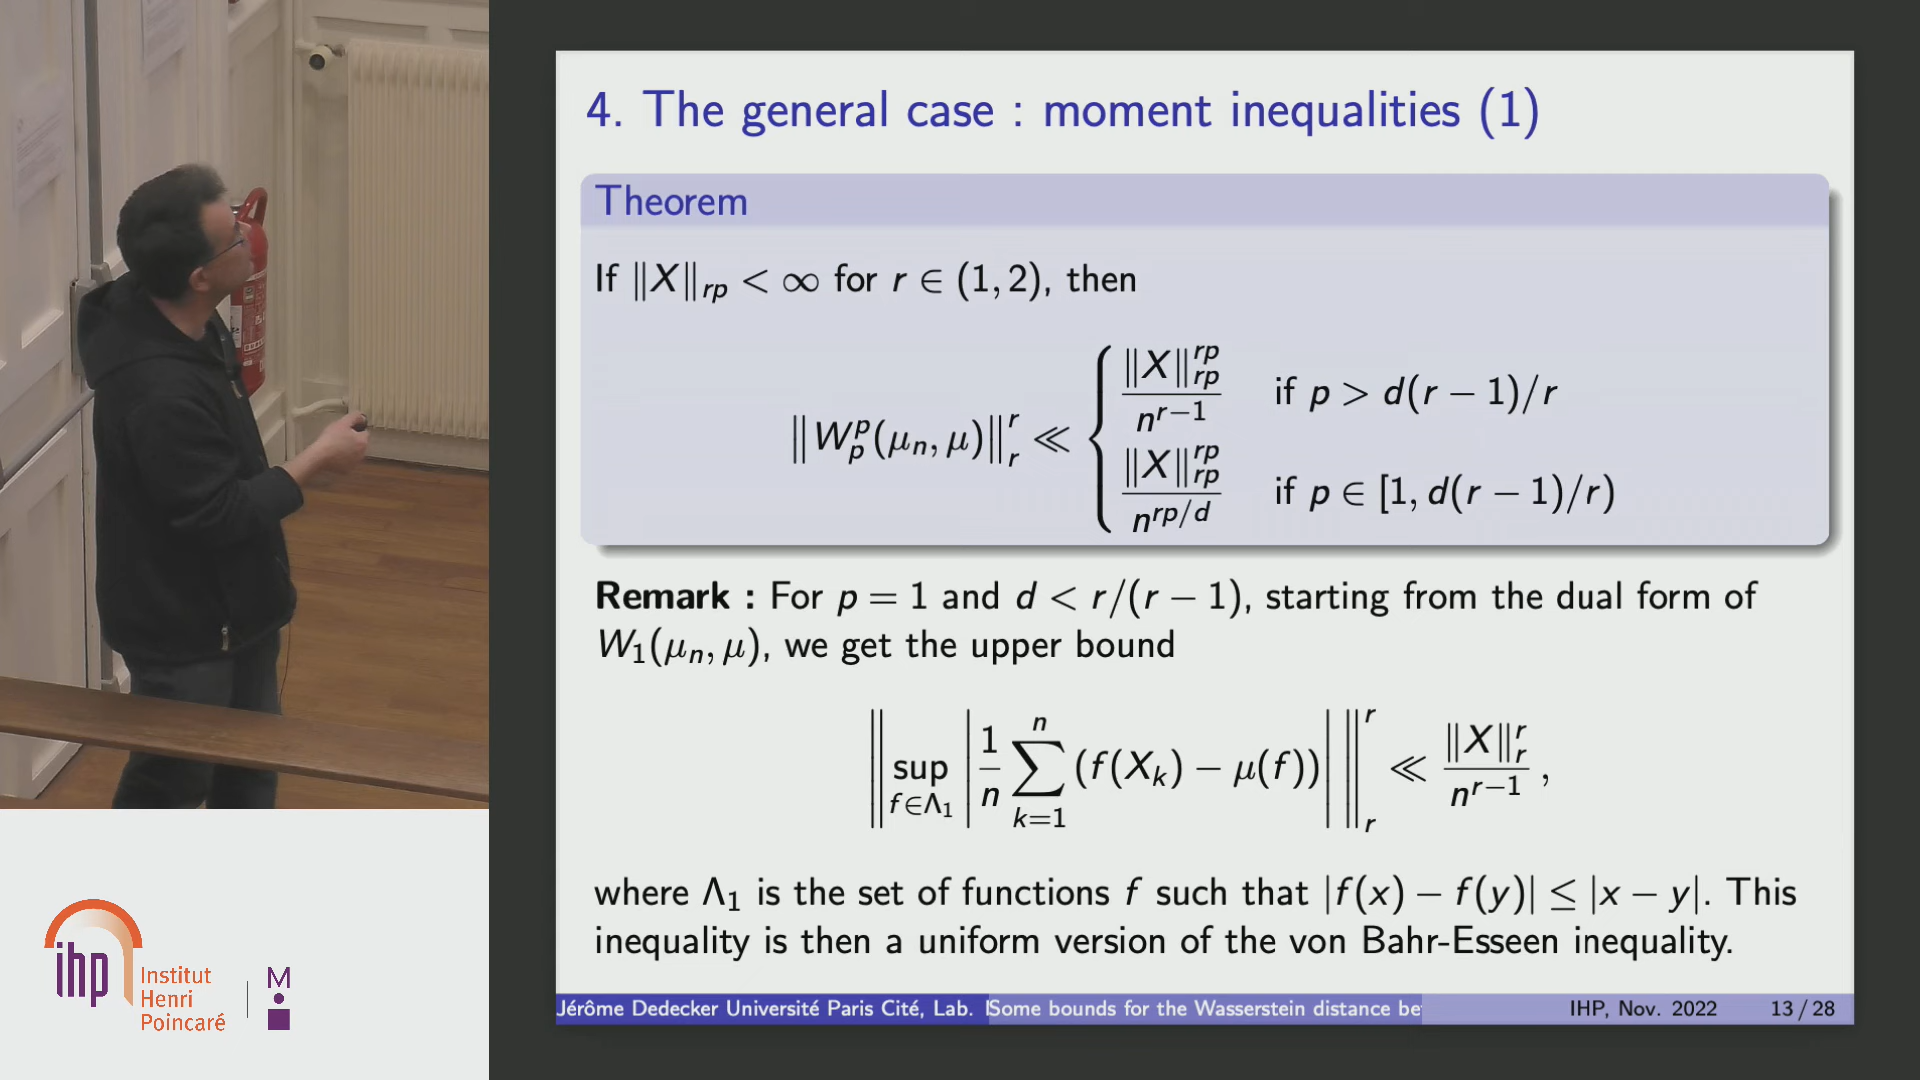 4. The general case : moment inequalities (1)
Theorem
If ‖X‖_{rp} < ∞ for r ∈ (1, 2), then
‖W_p^p(μ_n, μ)‖_r^r ≪ { ‖X‖_{rp}^{rp} / n^{r−1} if p > d(r − 1)/r
‖X‖_{rp}^{rp} / n^{rp/d} if p ∈ [1, d(r − 1)/r)
Remark : For p = 1 and d < r/(r − 1), starting from the dual form of
W_1(μ_n, μ), we get the upper bound
‖ sup_{f∈Λ_1} | 1/n ∑_{k=1}^n (f(X_k) − μ(f)) | ‖_r^r ≪ ‖X‖_r^r / n^{r−1} ,
where Λ_1 is the set of functions f such that |f(x) − f(y)| ≤ |x − y|. This
inequality is then a uniform version of the von Bahr-Esseen inequality.
Jérôme Dedecker Université Paris Cité, Lab. Some bounds for the Wasserstein distance be IHP, Nov. 2022 13 / 28
ihp
Institut
Henri
Poincaré
M